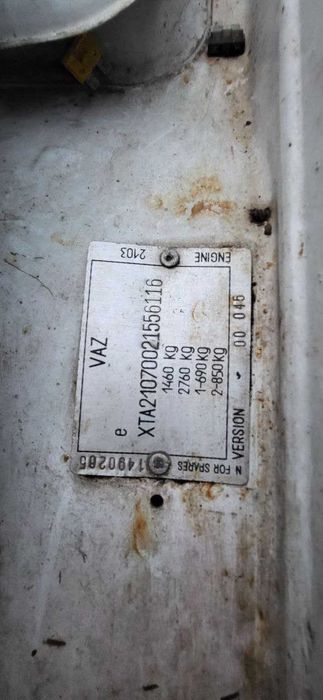 VAZ
e
XTA21070021556116
1460 KG
2760 KG
1-690 KG
2-850 KG
ENGINE
2103
VERSION - 00 046
N FOR SPARES
1490265